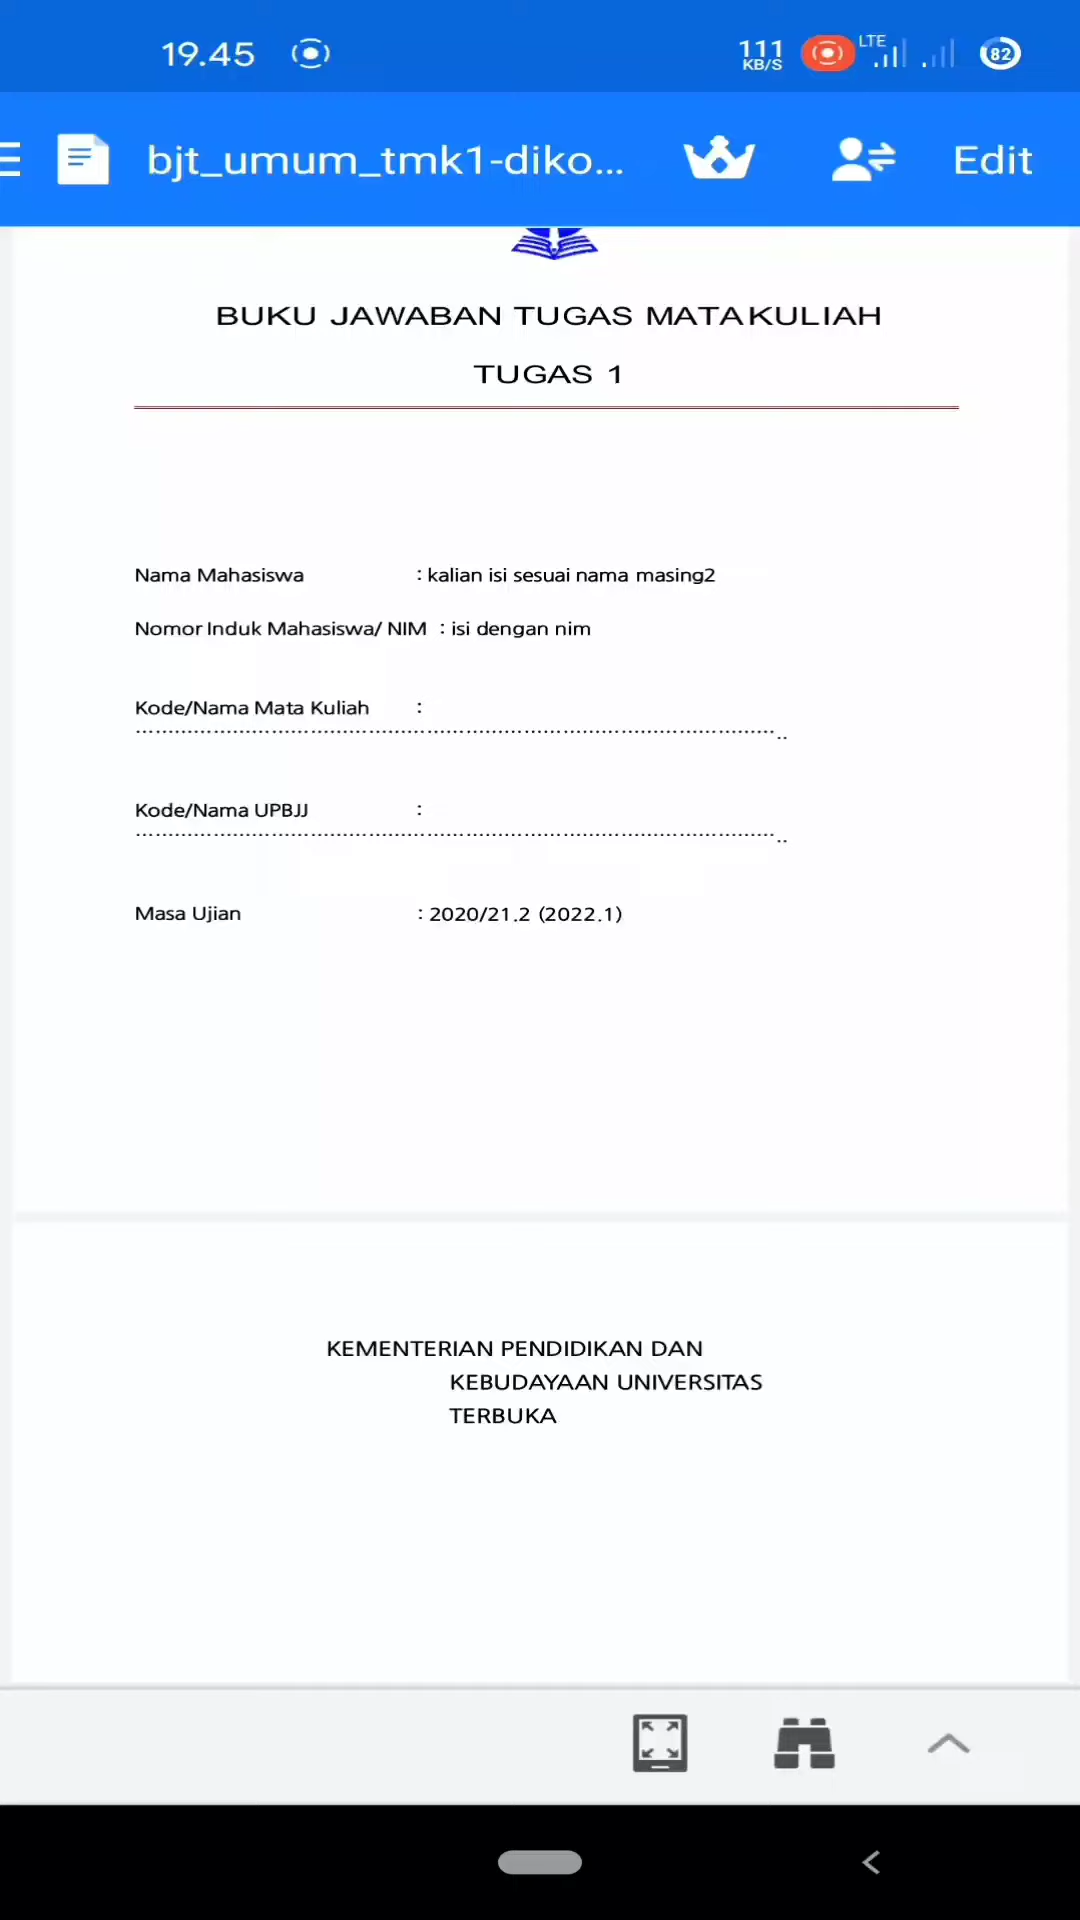 19.45
111
KB/S
LTE
82
bjt_umum_tmk1-diko...
Edit
BUKU JAWABAN TUGAS MATAKULIAH
TUGAS 1
Nama Mahasiswa : kalian isi sesuai nama masing2
Nomor Induk Mahasiswa/ NIM : isi dengan nim
Kode/Nama Mata Kuliah :
Kode/Nama UPBJJ :
Masa Ujian : 2020/21.2 (2022.1)
KEMENTERIAN PENDIDIKAN DAN
KEBUDAYAAN UNIVERSITAS
TERBUKA